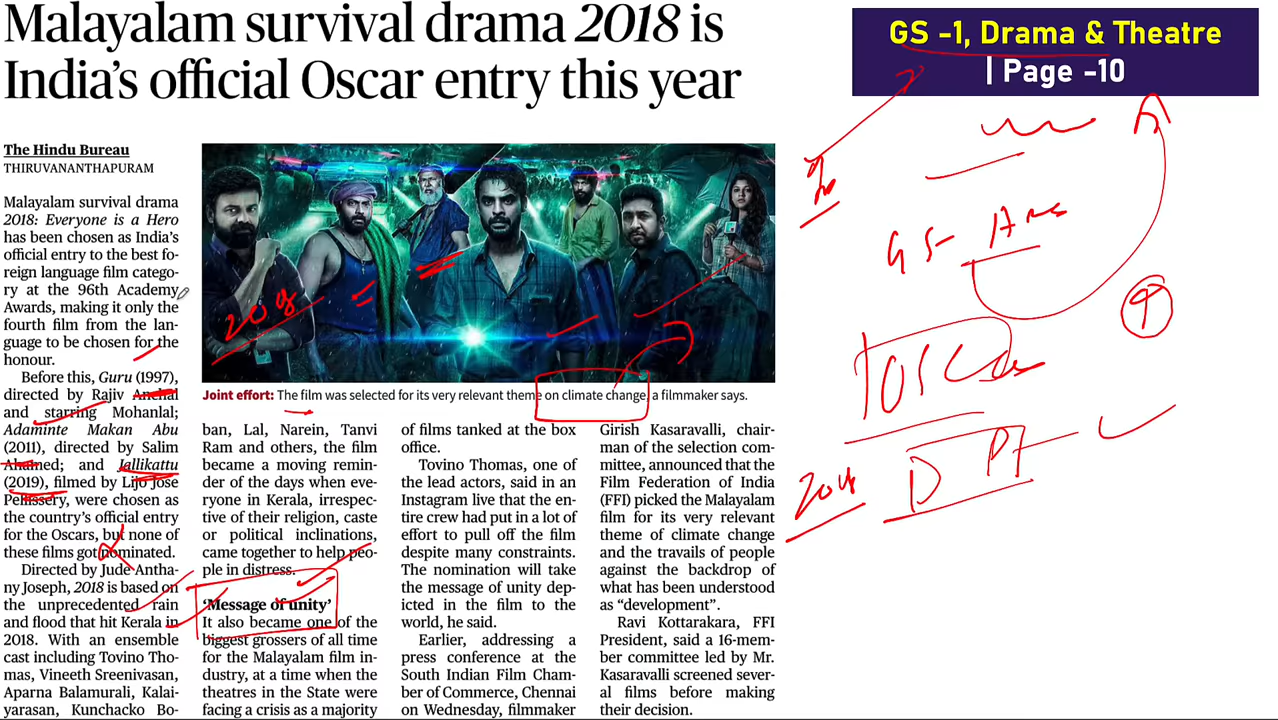 Malayalam survival drama 2018 is
India's official Oscar entry this year
GS -1, Drama & Theatre
| Page -10
The Hindu Bureau
THIRUVANANTHAPURAM
Malayalam survival drama
2018: Everyone is a Hero
has been chosen as India's
official entry to the best fo-
reign language film catego-
ry at the 96th Academy
Awards, making it only the
fourth film from the lan-
guage to be chosen for the
honour.
Before this, Guru (1997),
directed by Rajiv Anchal
and starring Mohanlal;
Adaminte Makan Abu
(2011), directed by Salim
Ahamed; and Jallikattu
(2019), filmed by Lijo Jose
Pellissery, were chosen as
the country's official entry
for the Oscars, but none of
these films got nominated.
Directed by Jude Antha-
ny Joseph, 2018 is based on
the unprecedented rain
and flood that hit Kerala in
2018. With an ensemble
cast including Tovino Tho-
mas, Vineeth Sreenivasan,
Aparna Balamurali, Kalai-
yarasan, Kunchacko Bo-
Joint effort: The film was selected for its very relevant theme on climate change, a filmmaker says.
ban, Lal, Narein, Tanvi
Ram and others, the film
became a moving remin-
der of the days when eve-
ryone in Kerala, irrespec-
tive of their religion, caste
or political inclinations,
came together to help peo-
ple in distress.
'Message of unity'
It also became one of the
biggest grossers of all time
for the Malayalam film in-
dustry, at a time when the
theatres in the State were
facing a crisis as a majority
of films tanked at the box
office.
Tovino Thomas, one of
the lead actors, said in an
Instagram live that the en-
tire crew had put in a lot of
effort to pull off the film
despite many constraints.
The nomination will take
the message of unity dep-
icted in the film to the
world, he said.
Earlier, addressing a
press conference at the
South Indian Film Cham-
ber of Commerce, Chennai
on Wednesday, filmmaker
Girish Kasaravalli, chair-
man of the selection com-
mittee, announced that the
Film Federation of India
(FFI) picked the Malayalam
film for its very relevant
theme of climate change
and the travails of people
against the backdrop of
what has been understood
as "development".
Ravi Kottarakara, FFI
President, said a 16-mem-
ber committee led by Mr.
Kasaravalli screened sever-
al films before making
their decision.
2018
GS-
2018